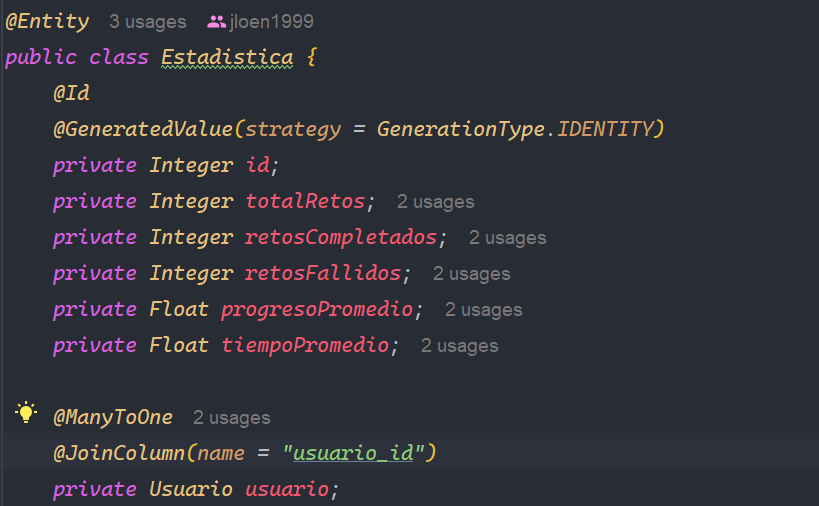 @Entity 3 usages jloen1999
public class Estadistica {
@Id
@GeneratedValue(strategy = GenerationType.IDENTITY)
private Integer id;
private Integer totalRetos; 2 usages
private Integer retosCompletados; 2 usages
private Integer retosFallidos; 2 usages
private Float progresoPromedio; 2 usages
private Float tiempoPromedio; 2 usages
@ManyToOne 2 usages
@JoinColumn(name = "usuario_id")
private Usuario usuario;